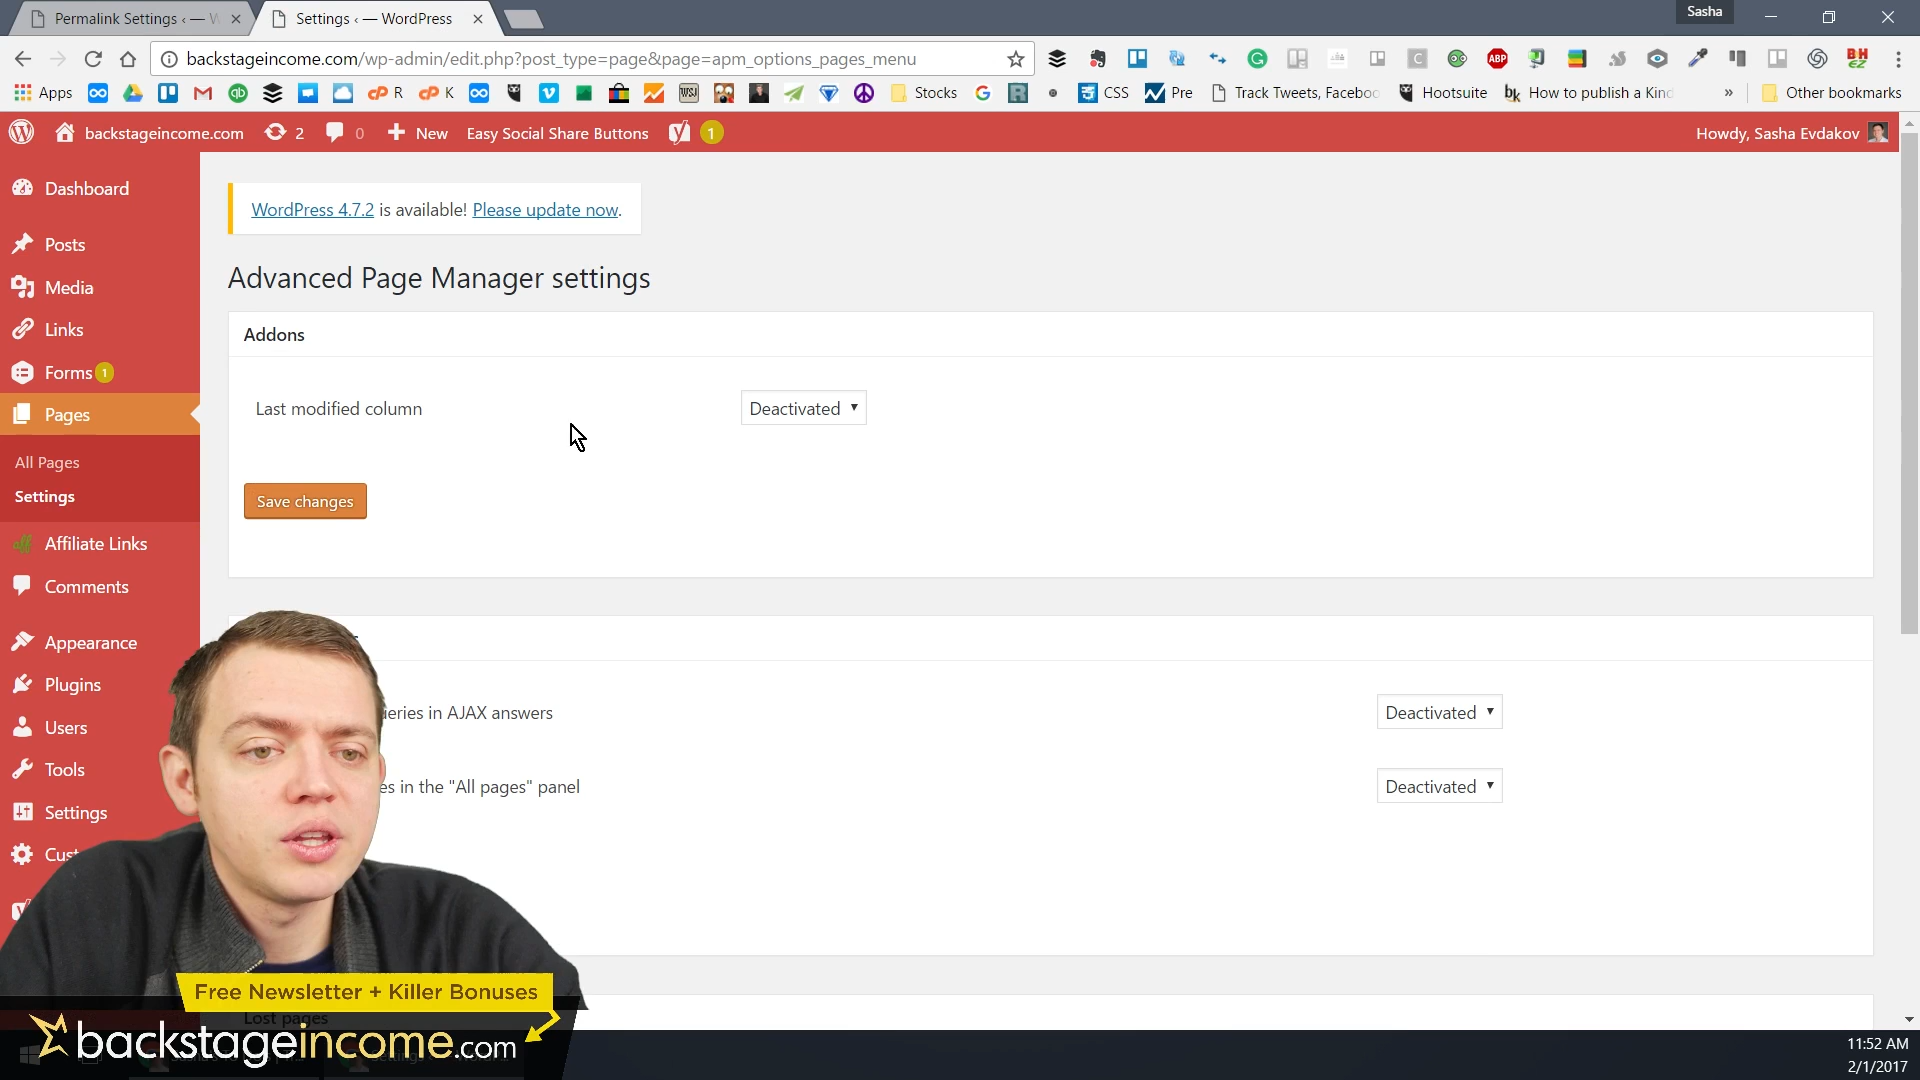 Permalink Settings ‹ — W
Settings ‹ — WordPress
Sasha
backstageincome.com/wp-admin/edit.php?post_type=page&page=apm_options_pages_menu
Apps
R
K
Stocks
CSS
Pre
Track Tweets, Faceboo
Hootsuite
How to publish a Kind
»
Other bookmarks
backstageincome.com
2
0
New
Easy Social Share Buttons
1
Howdy, Sasha Evdakov
Dashboard
Posts
Media
Links
Forms 1
Pages
All Pages
Settings
Affiliate Links
Comments
Appearance
Plugins
Users
Tools
Settings
WordPress 4.7.2 is available! Please update now.
Advanced Page Manager settings
Addons
Last modified column
Deactivated
Save changes
eries in AJAX answers
Deactivated
es in the "All pages" panel
Deactivated
Lost pages
Free Newsletter + Killer Bonuses
backstageincome.com
11:52 AM
2/1/2017